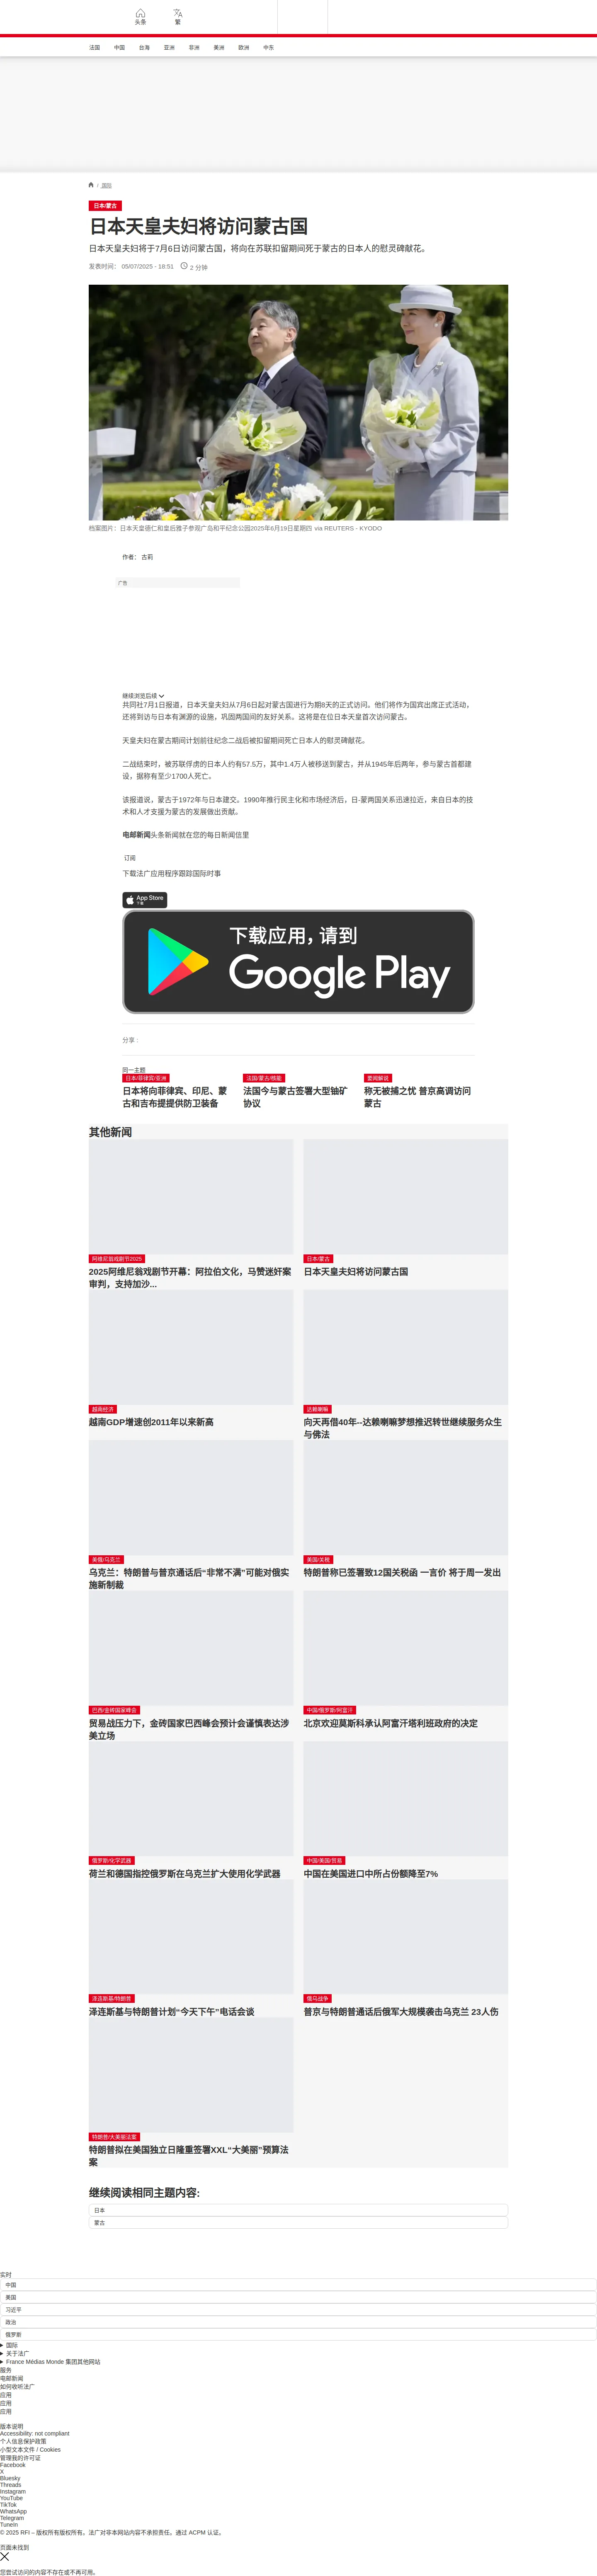 头条
繁
法国 中国 台海 亚洲 非洲 美洲 欧洲 中东
/ 国际
日本/蒙古
日本天皇夫妇将访问蒙古国
日本天皇夫妇将于7月6日访问蒙古国，将向在苏联扣留期间死于蒙古的日本人的慰灵碑献花。
发表时间： 05/07/2025 - 18:51 2 分钟
档案图片：日本天皇德仁和皇后雅子参观广岛和平纪念公园2025年6月19日星期四 via REUTERS - KYODO
作者： 古莉
广告
继续浏览后续
共同社7月1日报道，日本天皇夫妇从7月6日起对蒙古国进行为期8天的正式访问。他们将作为国宾出席正式活动，
还将到访与日本有渊源的设施，巩固两国间的友好关系。这将是在位日本天皇首次访问蒙古。
天皇夫妇在蒙古期间计划前往纪念二战后被扣留期间死亡日本人的慰灵碑献花。
二战结束时，被苏联俘虏的日本人约有57.5万，其中1.4万人被移送到蒙古，并从1945年后两年，参与蒙古首都建
设，据称有至少1700人死亡。
该报道说，蒙古于1972年与日本建交。1990年推行民主化和市场经济后，日-蒙两国关系迅速拉近，来自日本的技
术和人才支援为蒙古的发展做出贡献。
电邮新闻头条新闻就在您的每日新闻信里
订阅
下载法广应用程序跟踪国际时事
App Store
下载
下载应用，请到
Google Play
分享 :
同一主题
日本/菲律宾/亚洲
日本将向菲律宾、印尼、蒙
古和吉布提提供防卫装备
法国/蒙古/核能
法国今与蒙古签署大型铀矿
协议
要闻解说
称无被捕之忧 普京高调访问
蒙古
其他新闻
阿维尼翁戏剧节2025
2025阿维尼翁戏剧节开幕：阿拉伯文化，马赞迷奸案
审判，支持加沙...
日本/蒙古
日本天皇夫妇将访问蒙古国
越南经济
越南GDP增速创2011年以来新高
达赖喇嘛
向天再借40年--达赖喇嘛梦想推迟转世继续服务众生
与佛法
美俄/乌克兰
乌克兰：特朗普与普京通话后“非常不满”可能对俄实
施新制裁
美国/关税
特朗普称已签署致12国关税函 一言价 将于周一发出
巴西/金砖国家峰会
贸易战压力下，金砖国家巴西峰会预计会谨慎表达涉
美立场
中国/俄罗斯/阿富汗
北京欢迎莫斯科承认阿富汗塔利班政府的决定
俄罗斯/化学武器
荷兰和德国指控俄罗斯在乌克兰扩大使用化学武器
中国/美国/贸易
中国在美国进口中所占份额降至7%
泽连斯基/特朗普
泽连斯基与特朗普计划“今天下午”电话会谈
俄乌战争
普京与特朗普通话后俄军大规模袭击乌克兰 23人伤
特朗普/大美丽法案
特朗普拟在美国独立日隆重签署XXL“大美丽”预算法
案
继续阅读相同主题内容:
日本
蒙古
实时
中国
美国
习近平
政治
俄罗斯
国际
关于法广
France Médias Monde 集团其他网站
服务
电邮新闻
如何收听法广
应用
应用
应用
版本说明
Accessibility: not compliant
个人信息保护政策
小型文本文件 / Cookies
管理我的许可证
Facebook
X
Bluesky
Threads
Instagram
YouTube
TikTok
WhatsApp
Telegram
TuneIn
© 2025 RFI – 版权所有版权所有。法广对非本网站内容不承担责任。通过 ACPM 认证。
页面未找到
您尝试访问的内容不存在或不再可用。